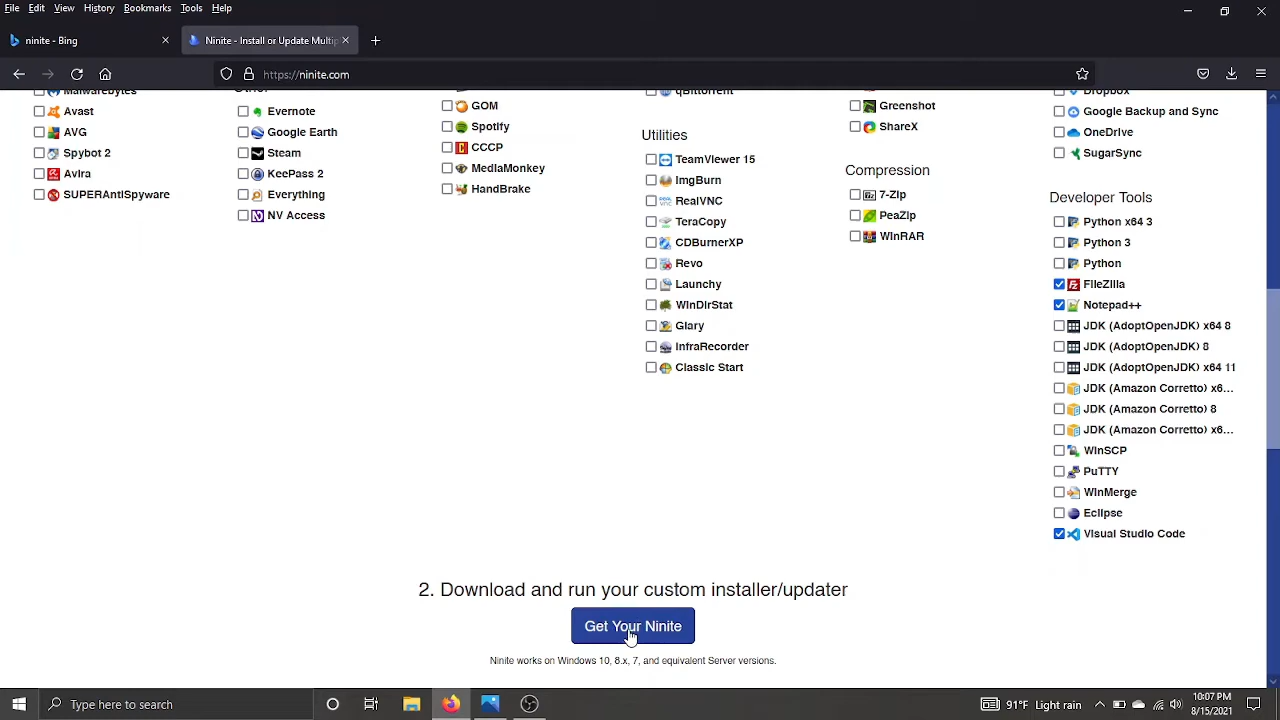 File Edit View History Bookmarks Tools Help
ninite - Bing
Ninite - Install or Update Multip
https://ninite.com
Malwarebytes
Avast
AVG
Spybot 2
Avira
SUPERAntiSpyware
Other
Evernote
Google Earth
Steam
KeePass 2
Everything
NV Access
GOM
Spotify
CCCP
MediaMonkey
HandBrake
qBittorrent
Utilities
TeamViewer 15
ImgBurn
RealVNC
TeraCopy
CDBurnerXP
Revo
Launchy
WinDirStat
Glary
InfraRecorder
Classic Start
Greenshot
ShareX
Compression
7-Zip
PeaZip
WinRAR
Dropbox
Google Backup and Sync
OneDrive
SugarSync
Developer Tools
Python x64 3
Python 3
Python
FileZilla
Notepad++
JDK (AdoptOpenJDK) x64 8
JDK (AdoptOpenJDK) 8
JDK (AdoptOpenJDK) x64 11
JDK (Amazon Corretto) x6...
JDK (Amazon Corretto) 8
JDK (Amazon Corretto) x6...
WinSCP
PuTTY
WinMerge
Eclipse
Visual Studio Code
2. Download and run your custom installer/updater
Get Your Ninite
Ninite works on Windows 10, 8.x, 7, and equivalent Server versions.
Type here to search
91°F Light rain
10:07 PM
8/15/2021